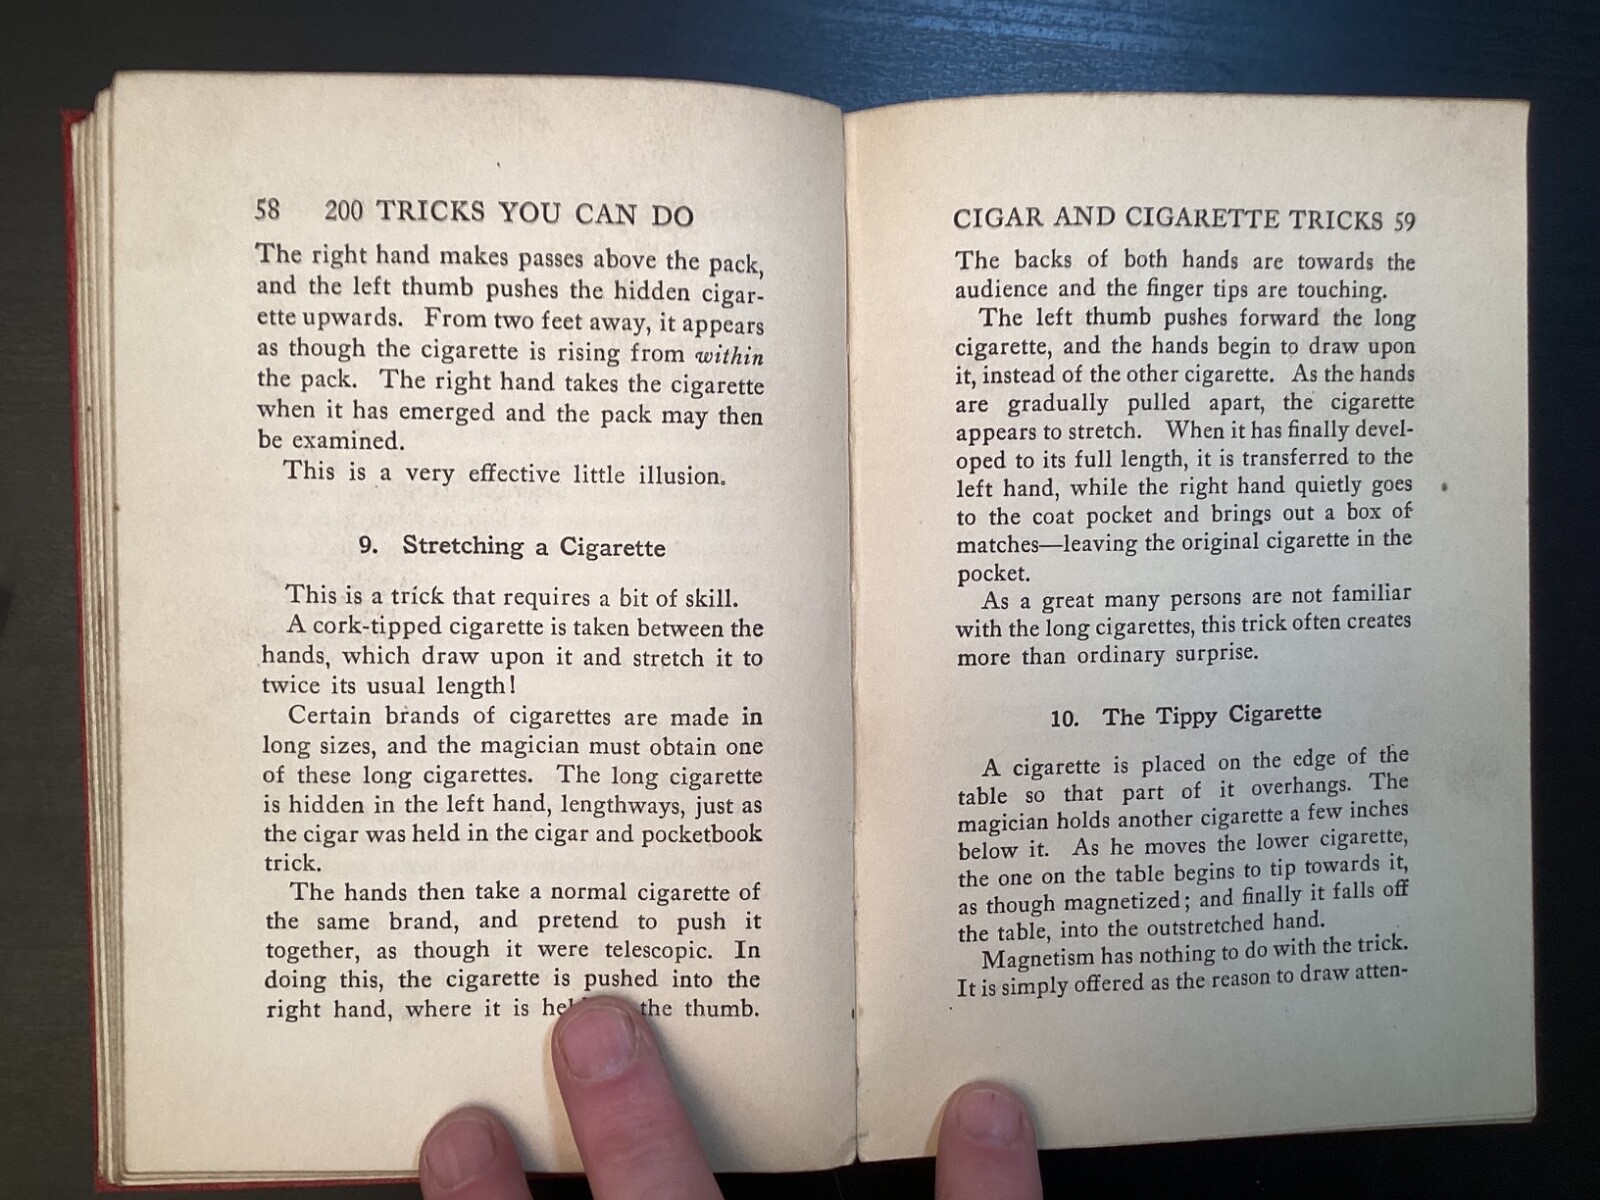 58 200 TRICKS YOU CAN DO
The right hand makes passes above the pack,
and the left thumb pushes the hidden cigar-
ette upwards. From two feet away, it appears
as though the cigarette is rising from within
the pack. The right hand takes the cigarette
when it has emerged and the pack may then
be examined.
This is a very effective little illusion.
9. Stretching a Cigarette
This is a trick that requires a bit of skill.
A cork-tipped cigarette is taken between the
hands, which draw upon it and stretch it to
twice its usual length!
Certain brands of cigarettes are made in
long sizes, and the magician must obtain one
of these long cigarettes. The long cigarette
is hidden in the left hand, lengthways, just as
the cigar was held in the cigar and pocketbook
trick.
The hands then take a normal cigarette of
the same brand, and pretend to push it
together, as though it were telescopic. In
doing this, the cigarette is pushed into the
right hand, where it is the thumb.
CIGAR AND CIGARETTE TRICKS 59
The backs of both hands are towards the
audience and the finger tips are touching.
The left thumb pushes forward the long
cigarette, and the hands begin to draw upon
it, instead of the other cigarette. As the hands
are gradually pulled apart, the cigarette
appears to stretch. When it has finally devel-
oped to its full length, it is transferred to the
left hand, while the right hand quietly goes
to the coat pocket and brings out a box of
matches—leaving the original cigarette in the
pocket.
As a great many persons are not familiar
with the long cigarettes, this trick often creates
more than ordinary surprise.
10. The Tippy Cigarette
A cigarette is placed on the edge of the
table so that part of it overhangs. The
magician holds another cigarette a few inches
below it. As he moves the lower cigarette,
the one on the table begins to tip towards it,
as though magnetized; and finally it falls off
the table, into the outstretched hand.
Magnetism has nothing to do with the trick.
It is simply offered as the reason to draw atten-